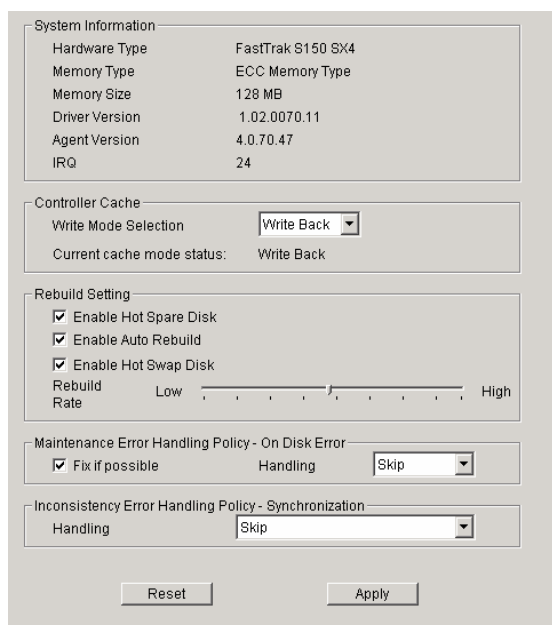 System Information
Hardware Type FastTrak S150 SX4
Memory Type ECC Memory Type
Memory Size 128 MB
Driver Version 1.02.0070.11
Agent Version 4.0.70.47
IRQ 24
Controller Cache
Write Mode Selection Write Back
Current cache mode status: Write Back
Rebuild Setting
Enable Hot Spare Disk
Enable Auto Rebuild
Enable Hot Swap Disk
Rebuild Rate Low High
Maintenance Error Handling Policy - On Disk Error
Fix if possible Handling Skip
Inconsistency Error Handling Policy - Synchronization
Handling Skip
Reset Apply